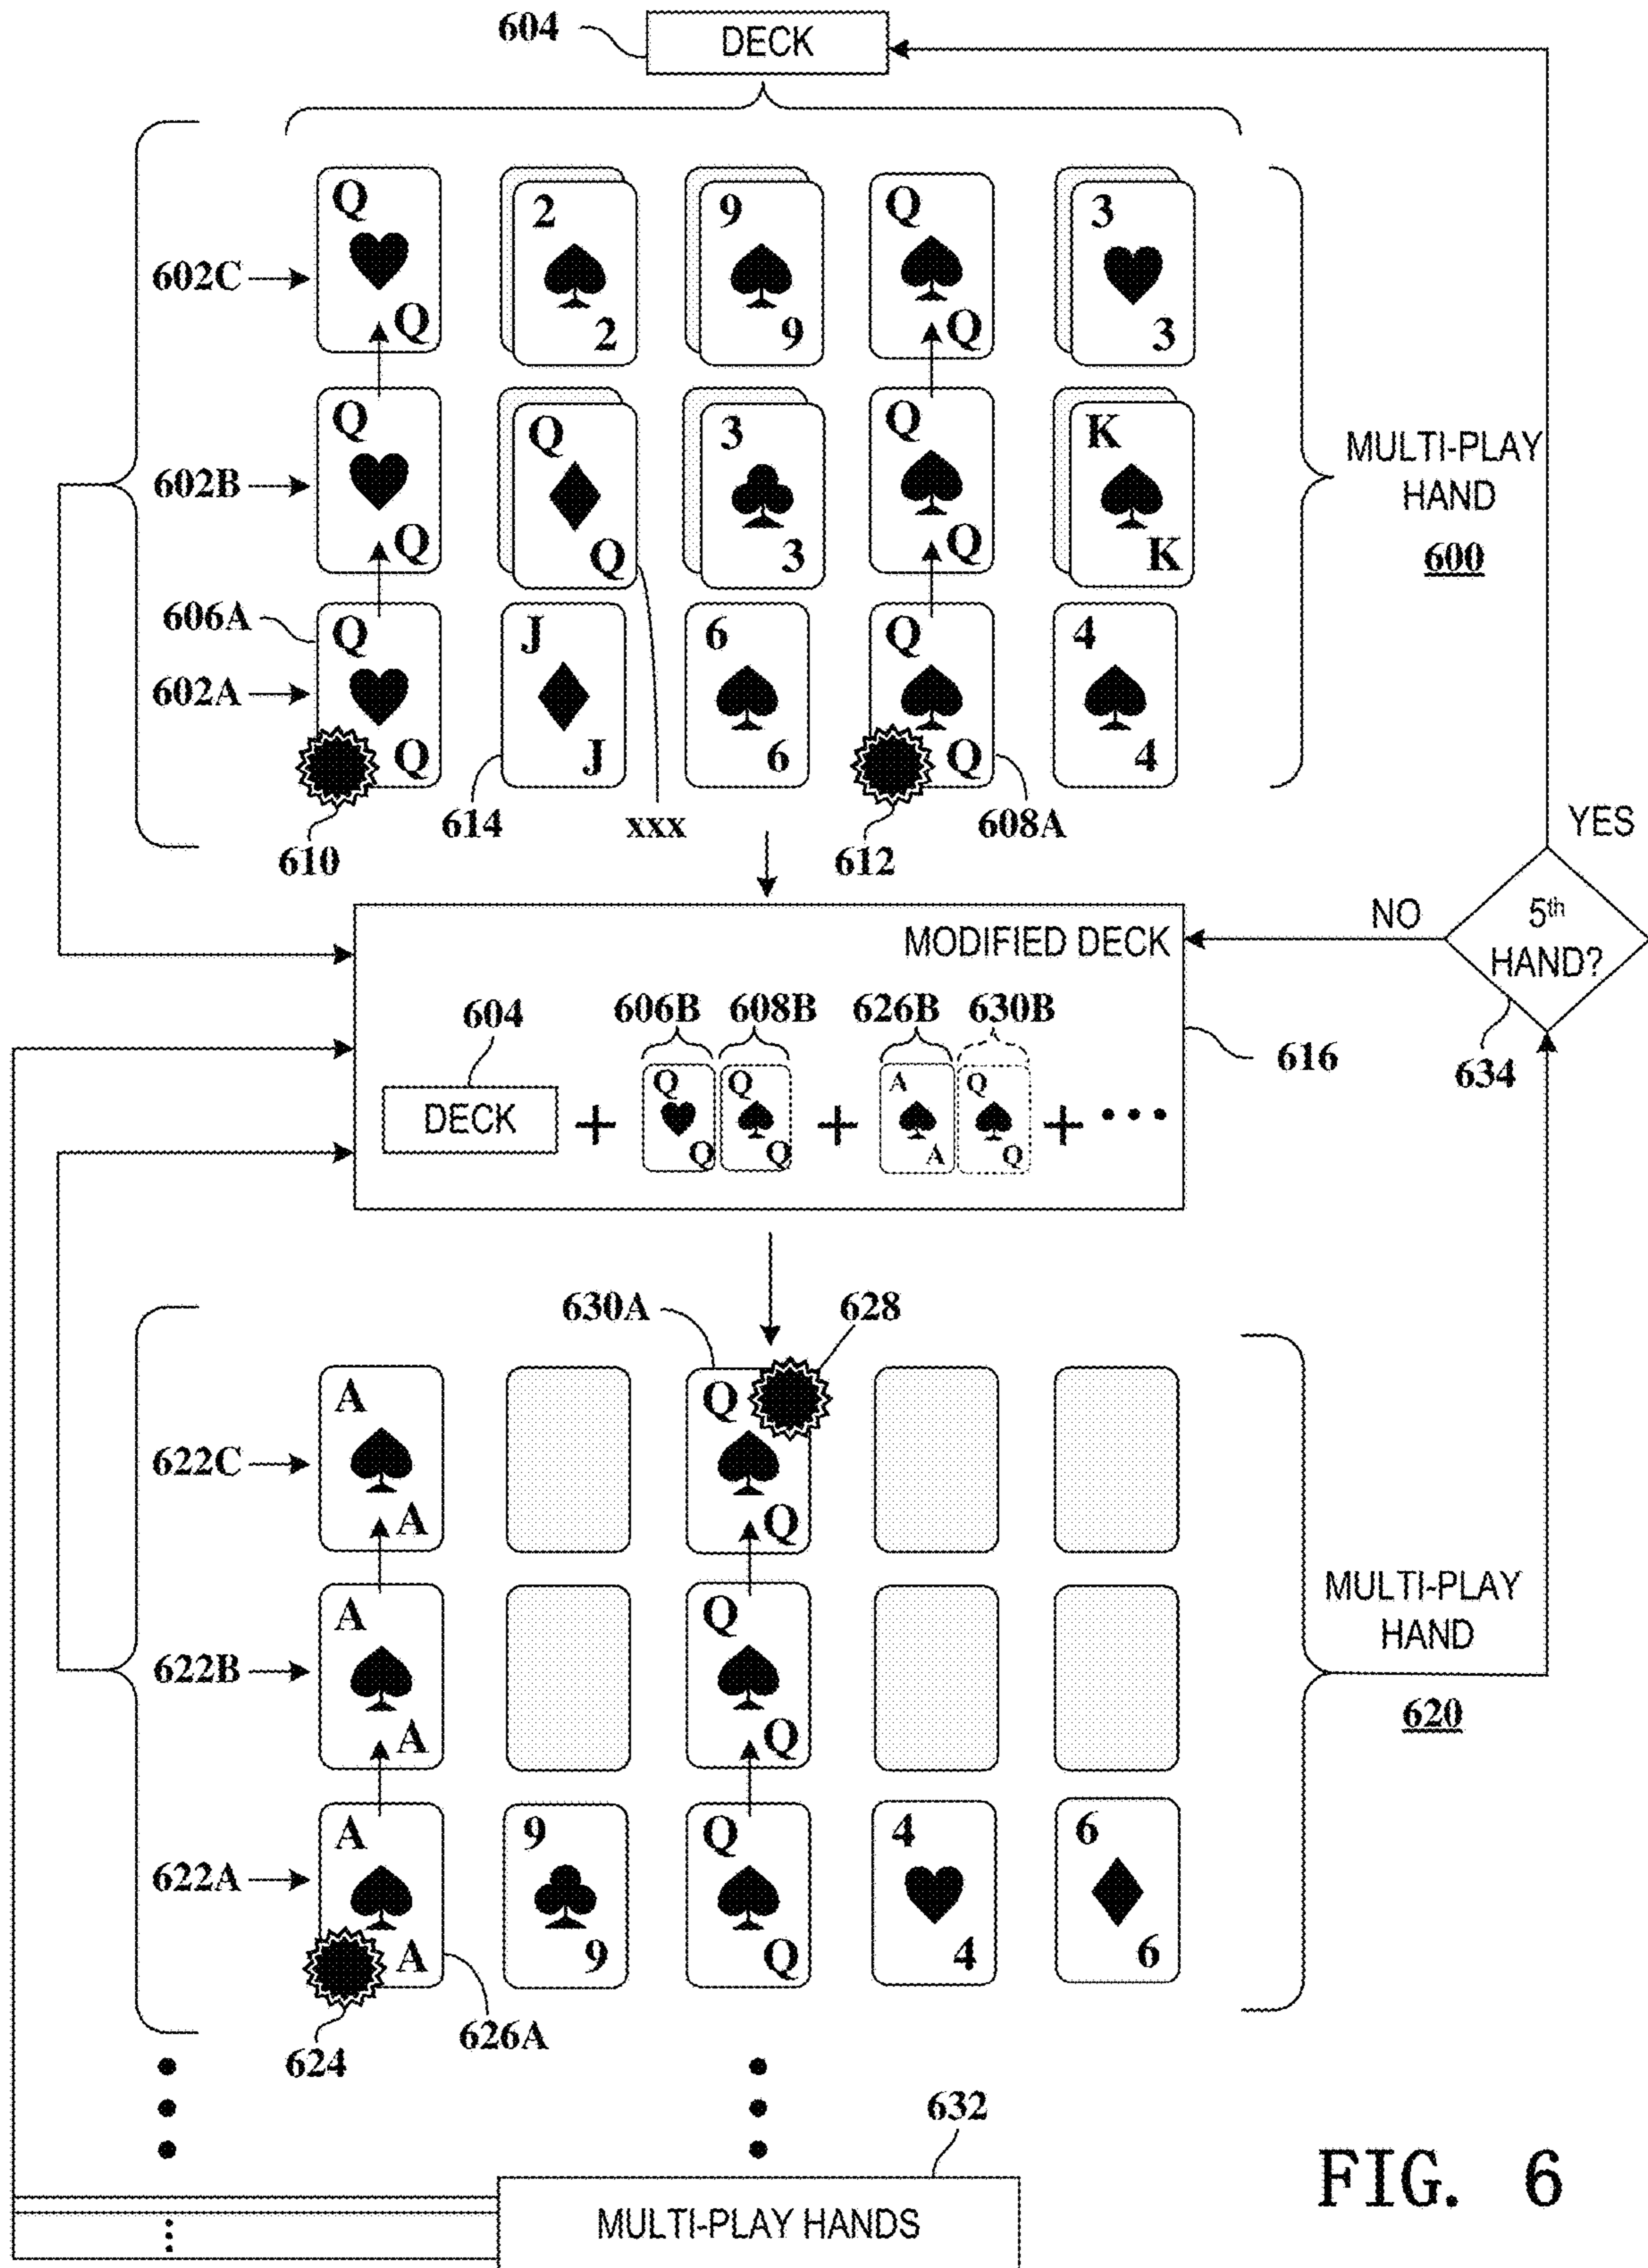 604
DECK
Q 2 9 Q 3
602C
Q 2 9 Q 3
Q Q 3 Q K
MULTI-PLAY
HAND
602B
600
Q Q 3 Q K
606A
Q J 6 Q 4
602A
Q J 6 Q 4
610
614
xxx
612
608A
YES
NO
5th
HAND?
634
MODIFIED DECK
604
606B
608B
626B
630B
616
DECK
+
Q Q
Q Q
+
A Q
A Q
+ •••
630A
628
A Q
622C
A Q
A Q
MULTI-PLAY
HAND
622B
620
A Q
A 9 Q 4 6
622A
A 9 Q 4 6
624
626A
632
MULTI-PLAY HANDS
FIG. 6